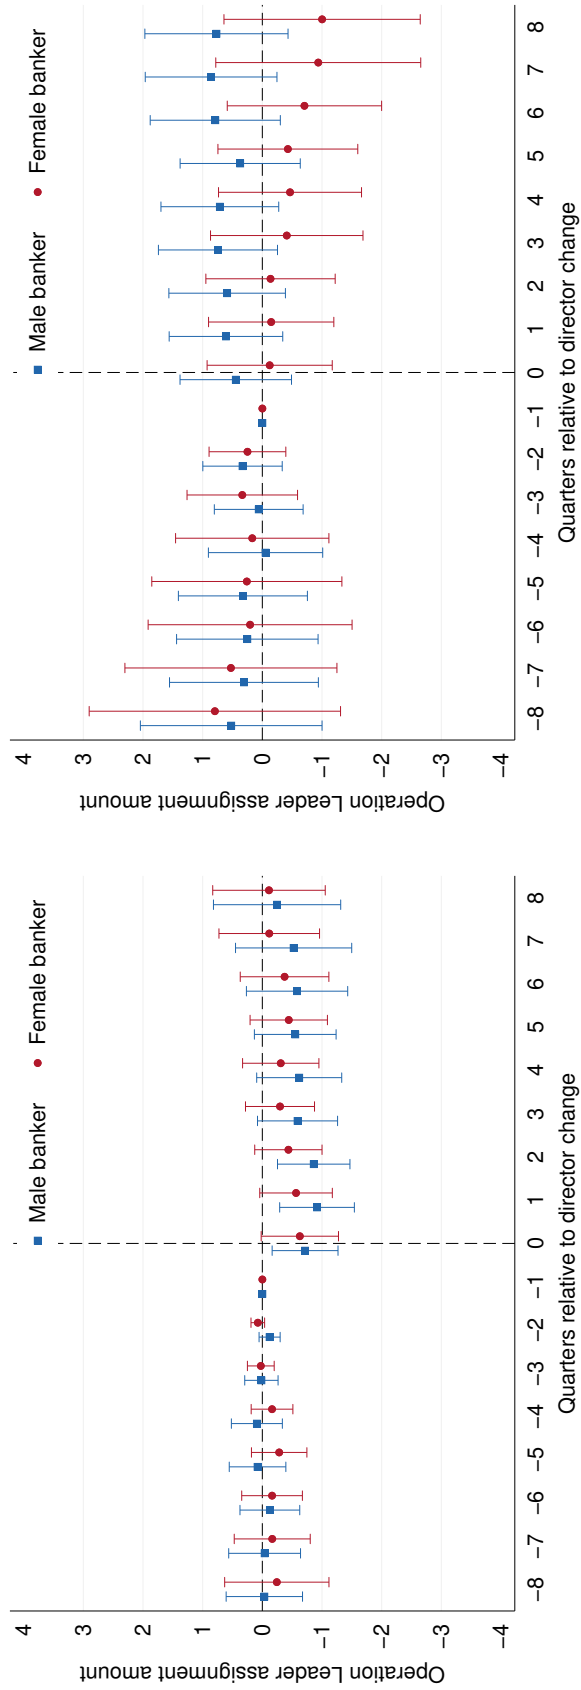 Male banker Female banker
4
3
2
1
0
−1
−2
−3
−4
Operation Leader assignment amount
−8 −7 −6 −5 −4 −3 −2 −1 0 1 2 3 4 5 6 7 8
Quarters relative to director change
Male banker Female banker
4
3
2
1
0
−1
−2
−3
−4
Operation Leader assignment amount
−8 −7 −6 −5 −4 −3 −2 −1 0 1 2 3 4 5 6 7 8
Quarters relative to director change